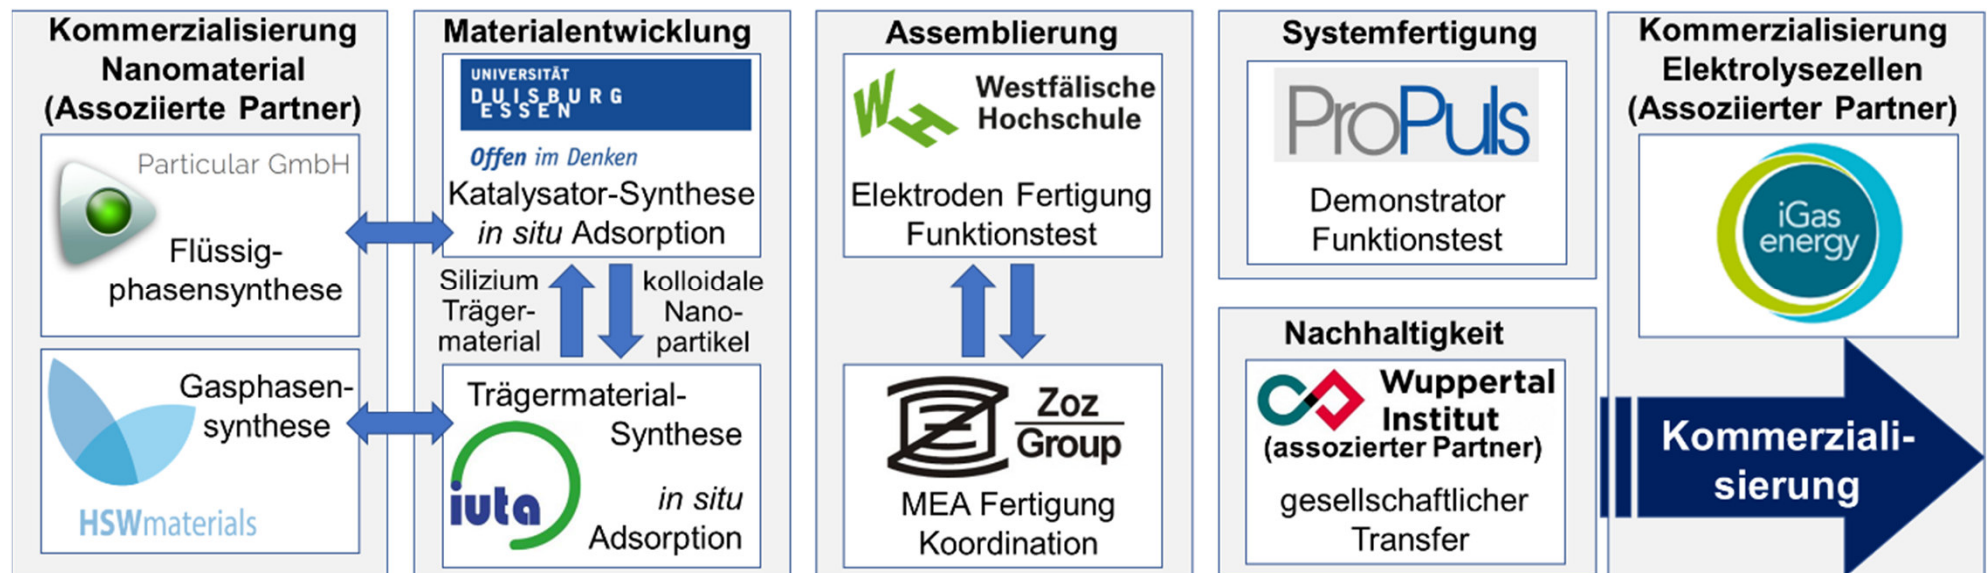 Kommerzialisierung
Nanomaterial
(Assoziierte Partner)
Particular GmbH
Flüssig-
phasensynthese
Gasphasen-
synthese
HSWmaterials
Materialentwicklung
UNIVERSITÄT
DUISBURG
ESSEN
Offen im Denken
Katalysator-Synthese
in situ Adsorption
Silizium
Träger-
material
kolloidale
Nano-
partikel
Trägermaterial-
Synthese
iuta
in situ
Adsorption
Assemblierung
WH
Westfälische
Hochschule
Elektroden Fertigung
Funktionstest
Zoz
Group
MEA Fertigung
Koordination
Systemfertigung
ProPuls
Demonstrator
Funktionstest
Nachhaltigkeit
Wuppertal
Institut
(assozierter Partner)
gesellschaftlicher
Transfer
Kommerzialisierung
Elektrolysezellen
(Assoziierter Partner)
iGas
energy
Kommerziali-
sierung